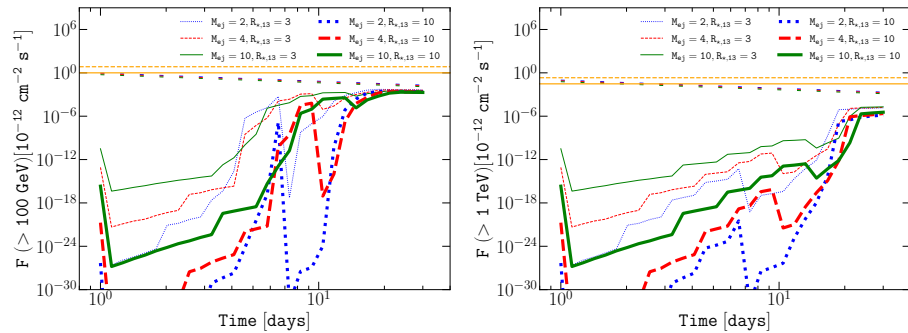 10^6
10^0
10^-6
10^-12
10^-18
10^-24
10^-30
F (> 100 GeV)[10^-12 cm^-2 s^-1]
M_ej = 2, R_*,13 = 3
M_ej = 4, R_*,13 = 3
M_ej = 10, R_*,13 = 3
M_ej = 2, R_*,13 = 10
M_ej = 4, R_*,13 = 10
M_ej = 10, R_*,13 = 10
10^0
10^1
Time [days]
10^6
10^0
10^-6
10^-12
10^-18
10^-24
10^-30
F (> 1 TeV)[10^-12 cm^-2 s^-1]
M_ej = 2, R_*,13 = 3
M_ej = 4, R_*,13 = 3
M_ej = 10, R_*,13 = 3
M_ej = 2, R_*,13 = 10
M_ej = 4, R_*,13 = 10
M_ej = 10, R_*,13 = 10
10^0
10^1
Time [days]